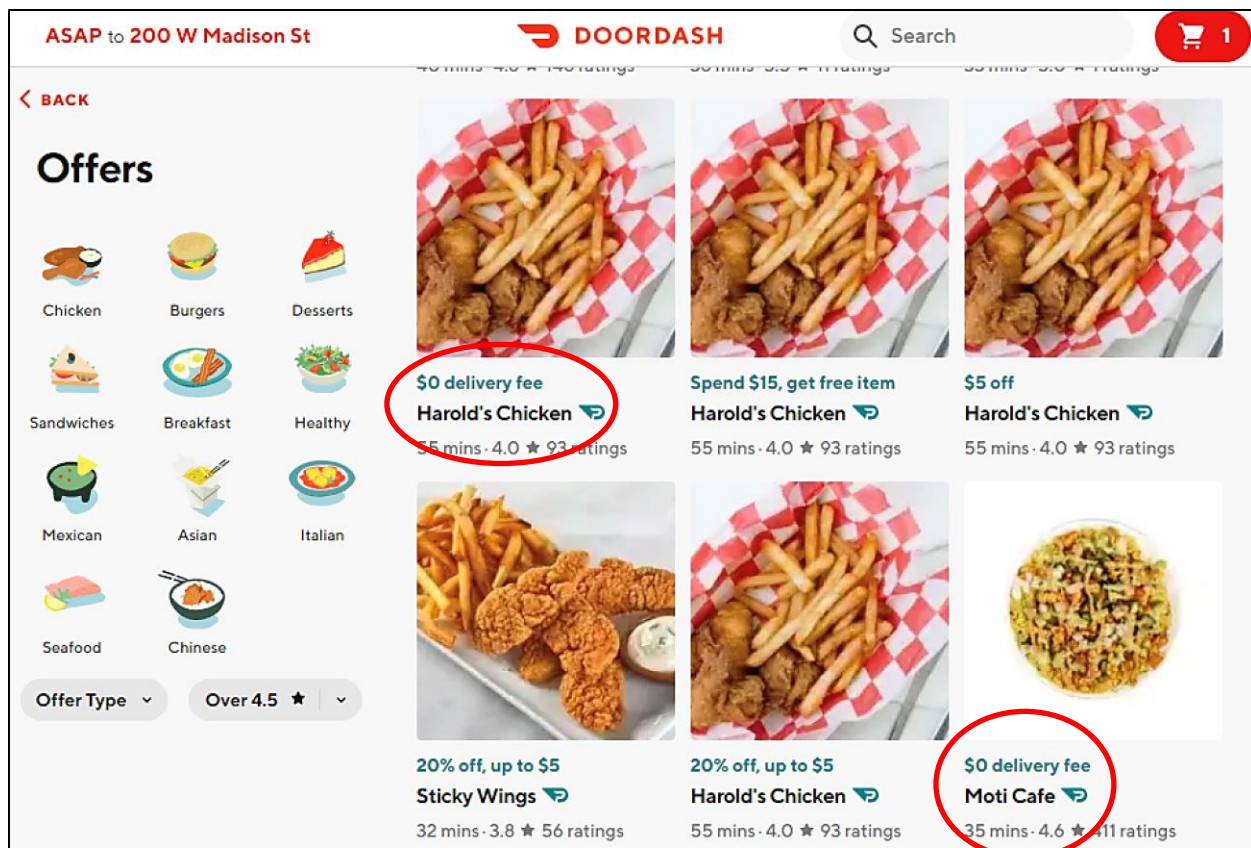 ASAP to 200 W Madison St
DOORDASH
Search
1
BACK
Offers
Chicken
Burgers
Desserts
Sandwiches
Breakfast
Healthy
Mexican
Asian
Italian
Seafood
Chinese
Offer Type
Over 4.5 ★
$0 delivery fee
Harold's Chicken
55 mins · 4.0 ★ 93 ratings
Spend $15, get free item
Harold's Chicken
55 mins · 4.0 ★ 93 ratings
$5 off
Harold's Chicken
55 mins · 4.0 ★ 93 ratings
20% off, up to $5
Sticky Wings
32 mins · 3.8 ★ 56 ratings
20% off, up to $5
Harold's Chicken
55 mins · 4.0 ★ 93 ratings
$0 delivery fee
Moti Cafe
35 mins · 4.6 ★ 411 ratings